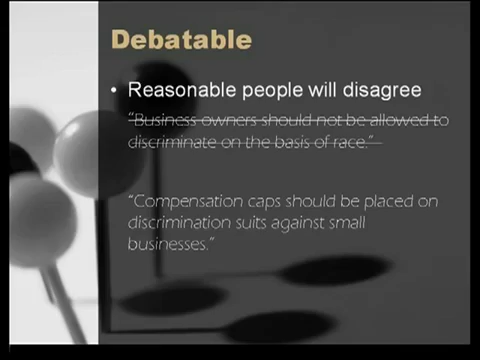 Debatable
• Reasonable people will disagree
“Business owners should not be allowed to
discriminate on the basis of race.”
“Compensation caps should be placed on
discrimination suits against small
businesses.”